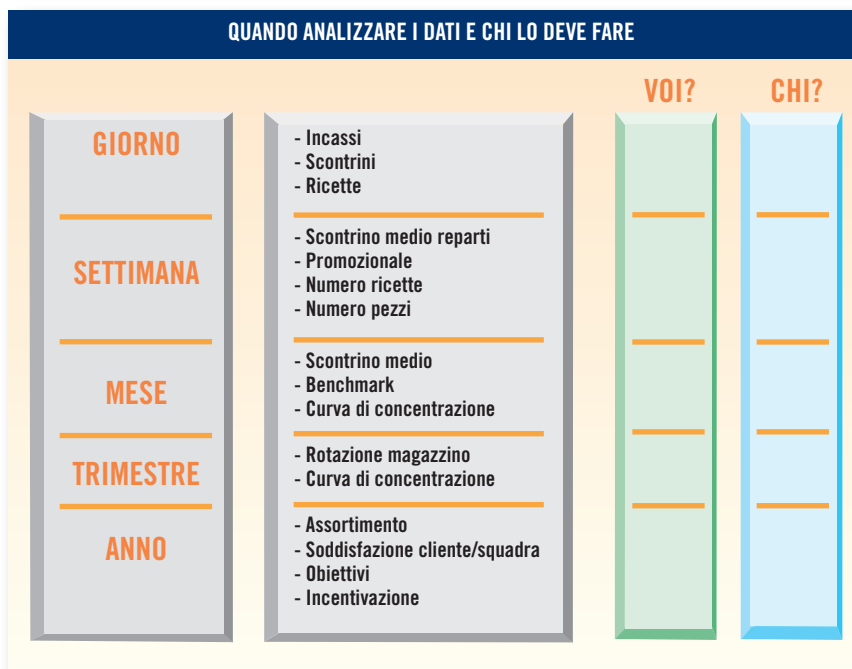 QUANDO ANALIZZARE I DATI E CHI LO DEVE FARE
VOI?
CHI?
GIORNO
- Incassi
- Scontrini
- Ricette
SETTIMANA
- Scontrino medio reparti
- Promozionale
- Numero ricette
- Numero pezzi
MESE
- Scontrino medio
- Benchmark
- Curva di concentrazione
TRIMESTRE
- Rotazione magazzino
- Curva di concentrazione
ANNO
- Assortimento
- Soddisfazione cliente/squadra
- Obiettivi
- Incentivazione